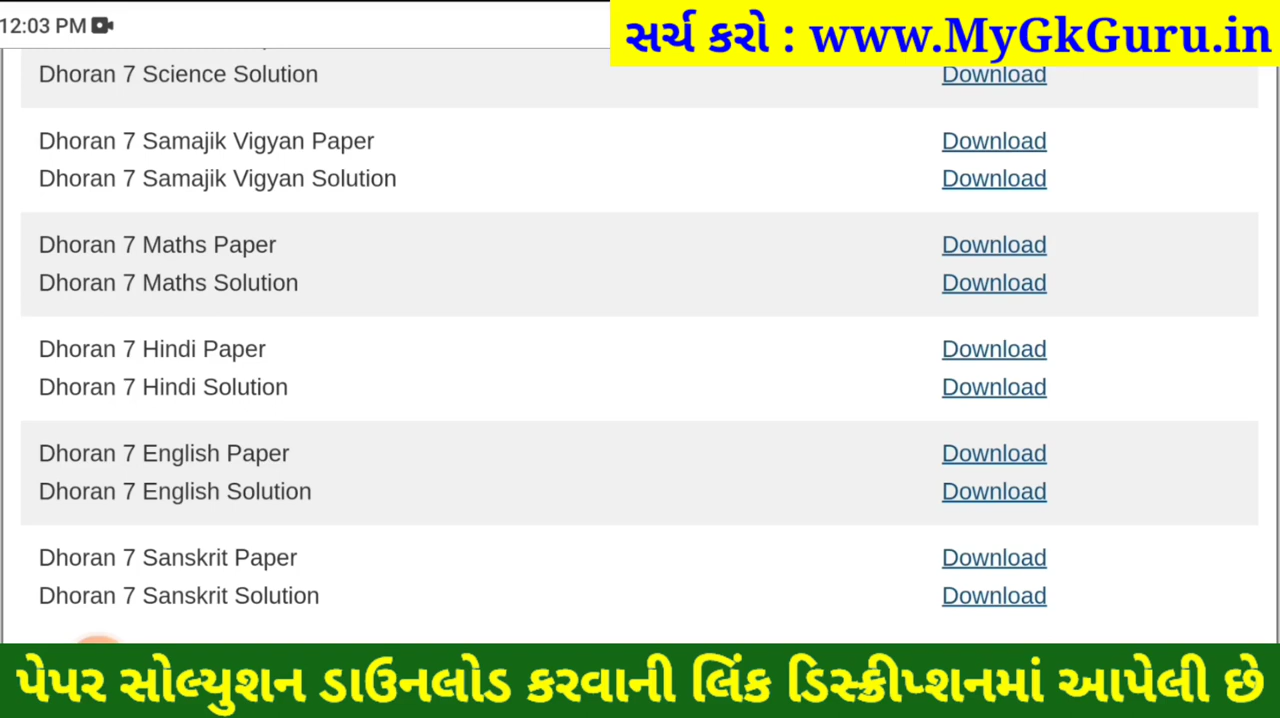 12:03 PM
સર્ચ કરો : www.MyGkGuru.in
Dhoran 7 Science Solution Download
Dhoran 7 Samajik Vigyan Paper Download
Dhoran 7 Samajik Vigyan Solution Download
Dhoran 7 Maths Paper Download
Dhoran 7 Maths Solution Download
Dhoran 7 Hindi Paper Download
Dhoran 7 Hindi Solution Download
Dhoran 7 English Paper Download
Dhoran 7 English Solution Download
Dhoran 7 Sanskrit Paper Download
Dhoran 7 Sanskrit Solution Download
પેપર સોલ્યુશન ડાઉનલોડ કરવાની લિંક ડિસ્ક્રીપ્શનમાં આપેલી છે